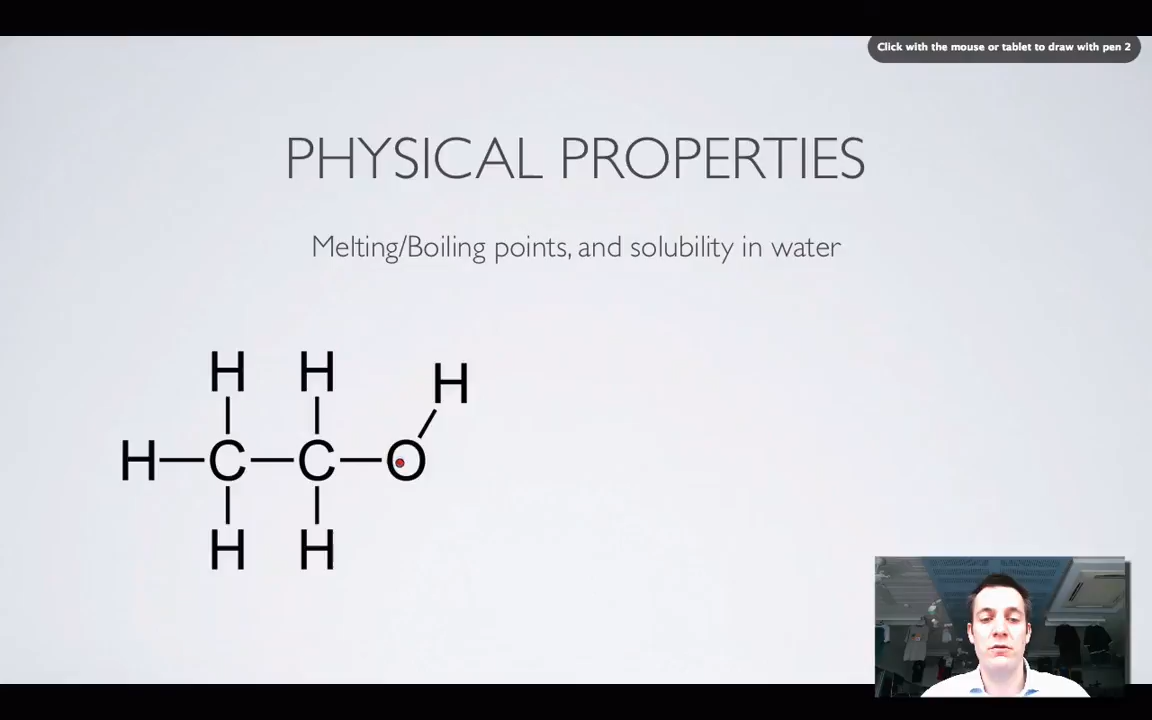 Click with the mouse or tablet to draw with pen 2
PHYSICAL PROPERTIES
Melting/Boiling points, and solubility in water
H H H
H C C O
H H